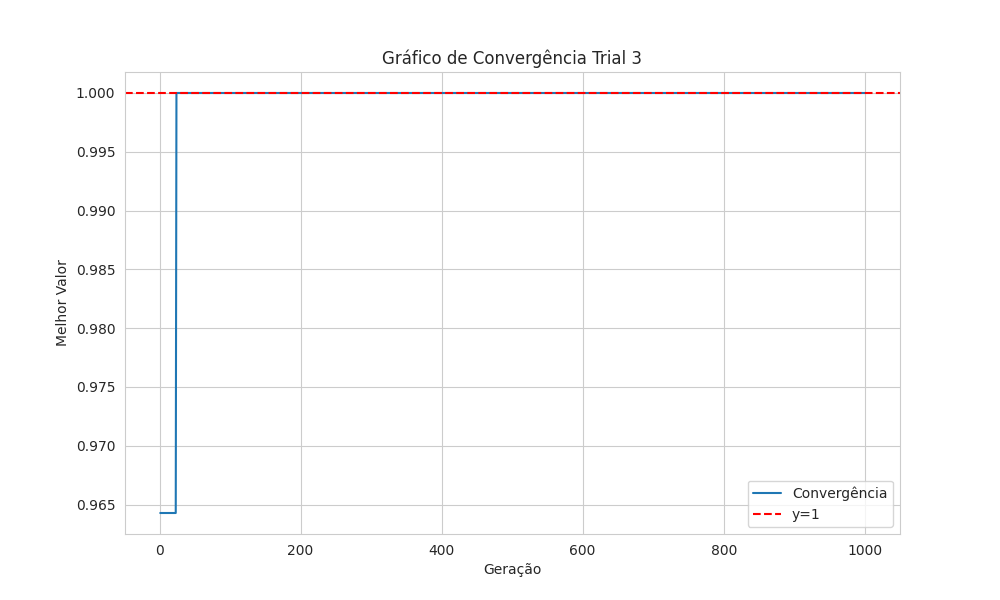 Gráfico de Convergência Trial 3
Melhor Valor
1.000
0.995
0.990
0.985
0.980
0.975
0.970
0.965
Convergência
y=1
0 200 400 600 800 1000
Geração